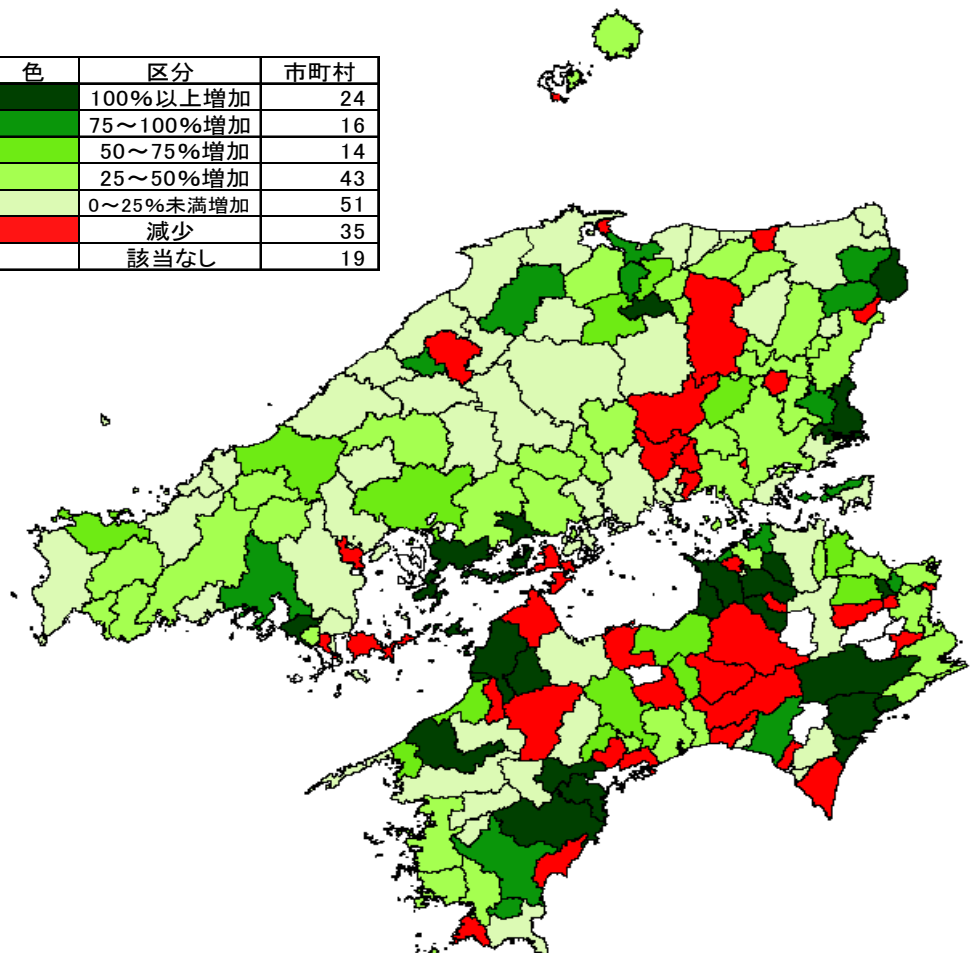 色 区分 市町村
100%以上増加 24
75～100%増加 16
50～75%増加 14
25～50%増加 43
0～25%未満増加 51
減少 35
該当なし 19